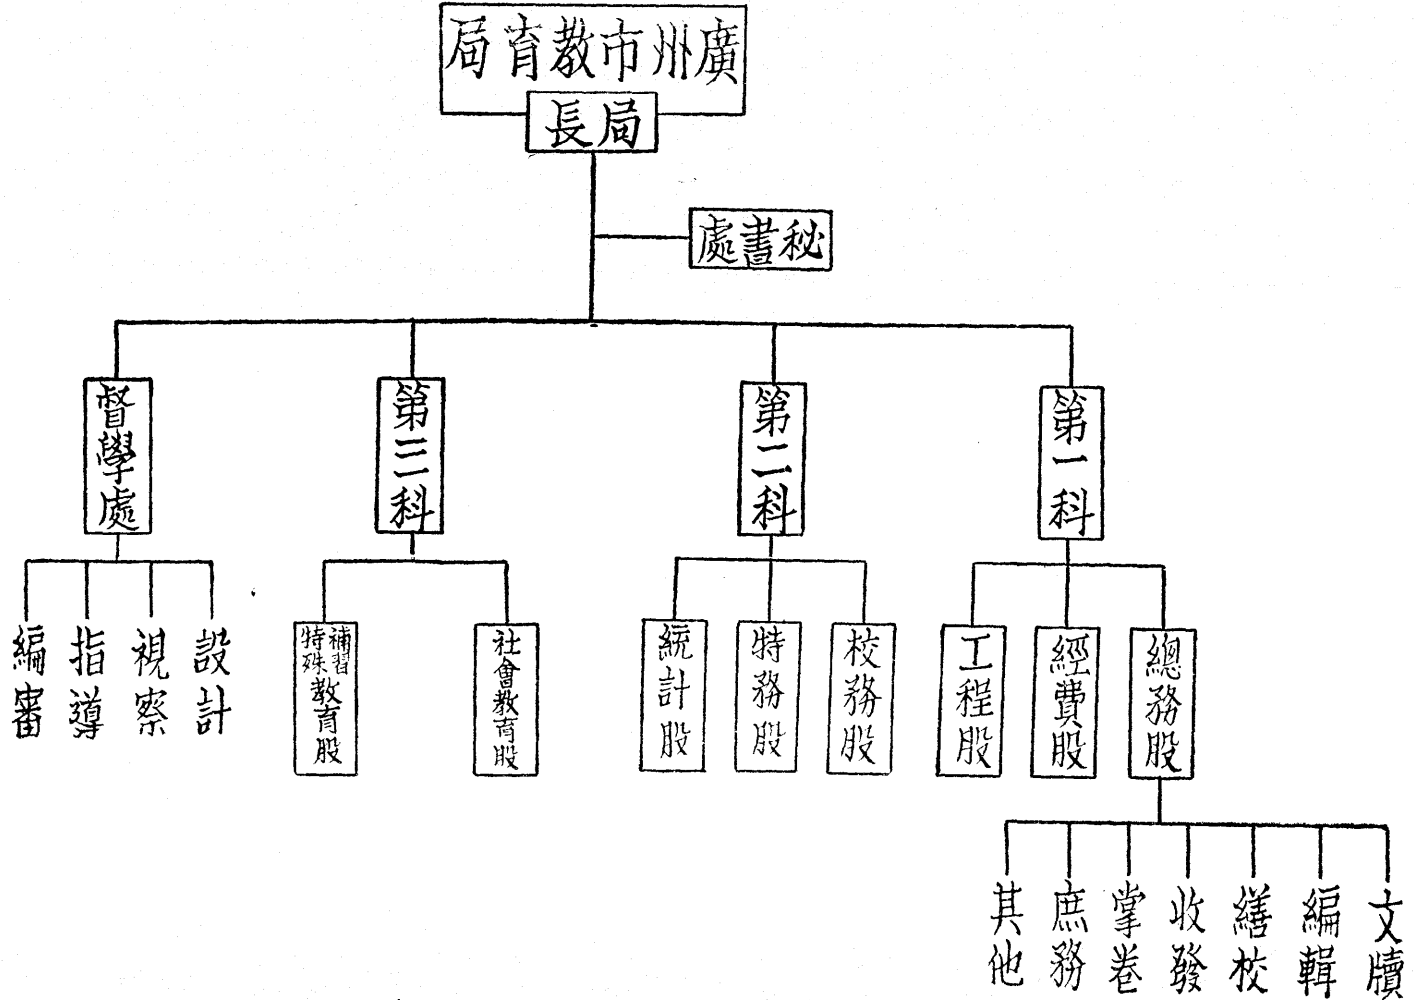 廣州市教育局
局長
秘書處
第一科
第二科
第三科
督學處
總務股
經費股
工程股
校務股
特務股
統計股
社會教育股
補習
特殊
教育股
設計
視察
指導
編審
文牘
編輯
繕校
收發
掌卷
庶務
其他